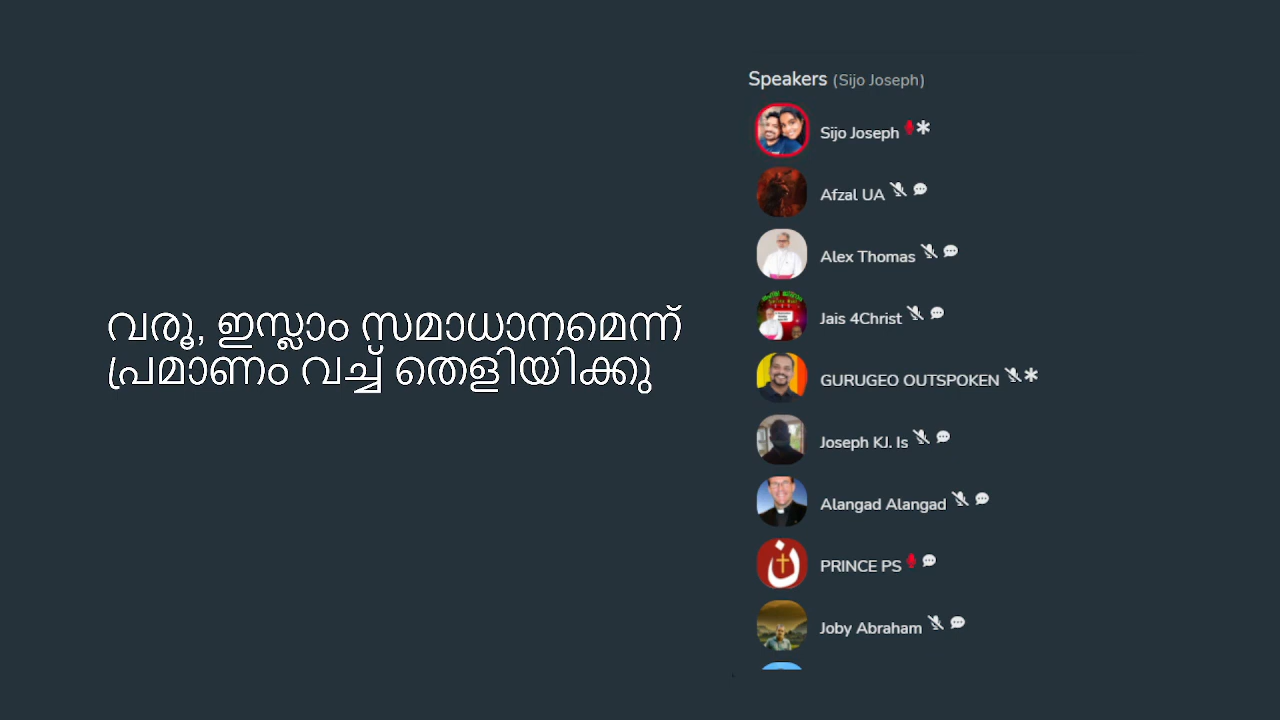 വരൂ, ഇസ്ലാം സമാധാനമെന്ന്
പ്രമാണം വച്ച് തെളിയിക്കു
Speakers (Sijo Joseph)
Sijo Joseph
Afzal UA
Alex Thomas
Jais 4Christ
GURUGEO OUTSPOKEN
Joseph KJ. Is
Alangad Alangad
ن
PRINCE PS
Joby Abraham